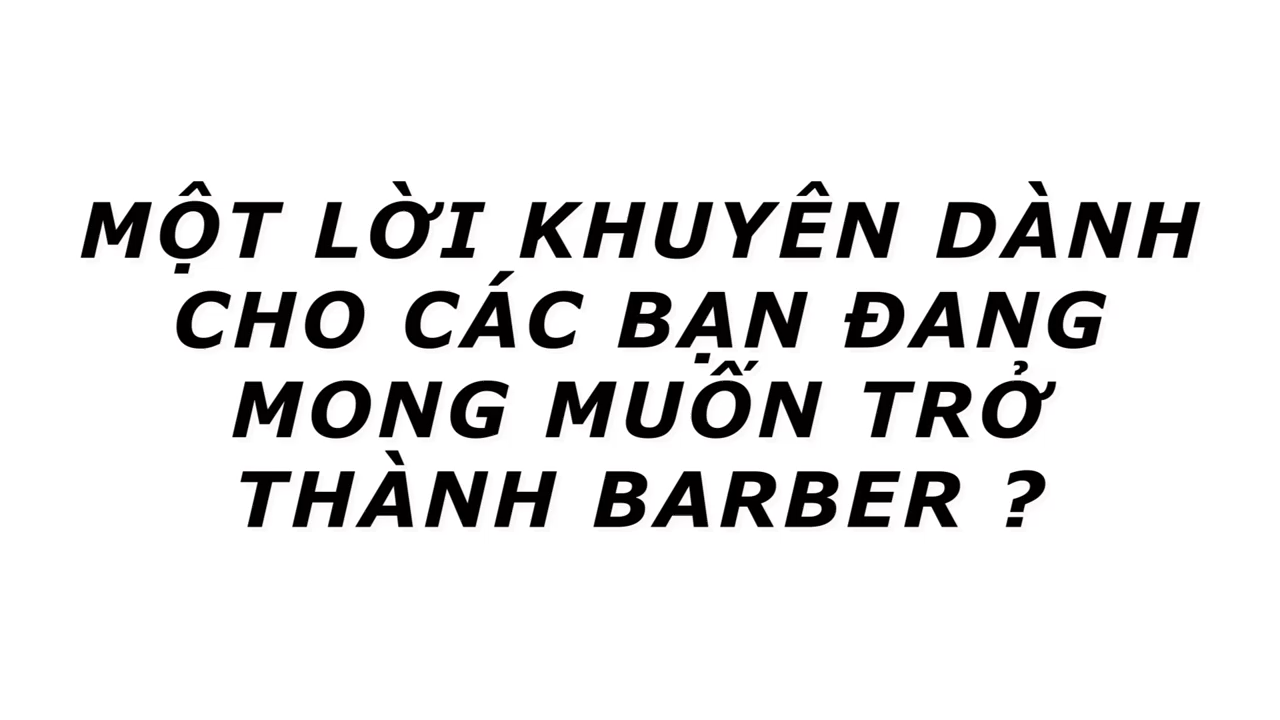 MỘT LỜI KHUYÊN DÀNH
CHO CÁC BẠN ĐANG
MONG MUỐN TRỞ
THÀNH BARBER ?